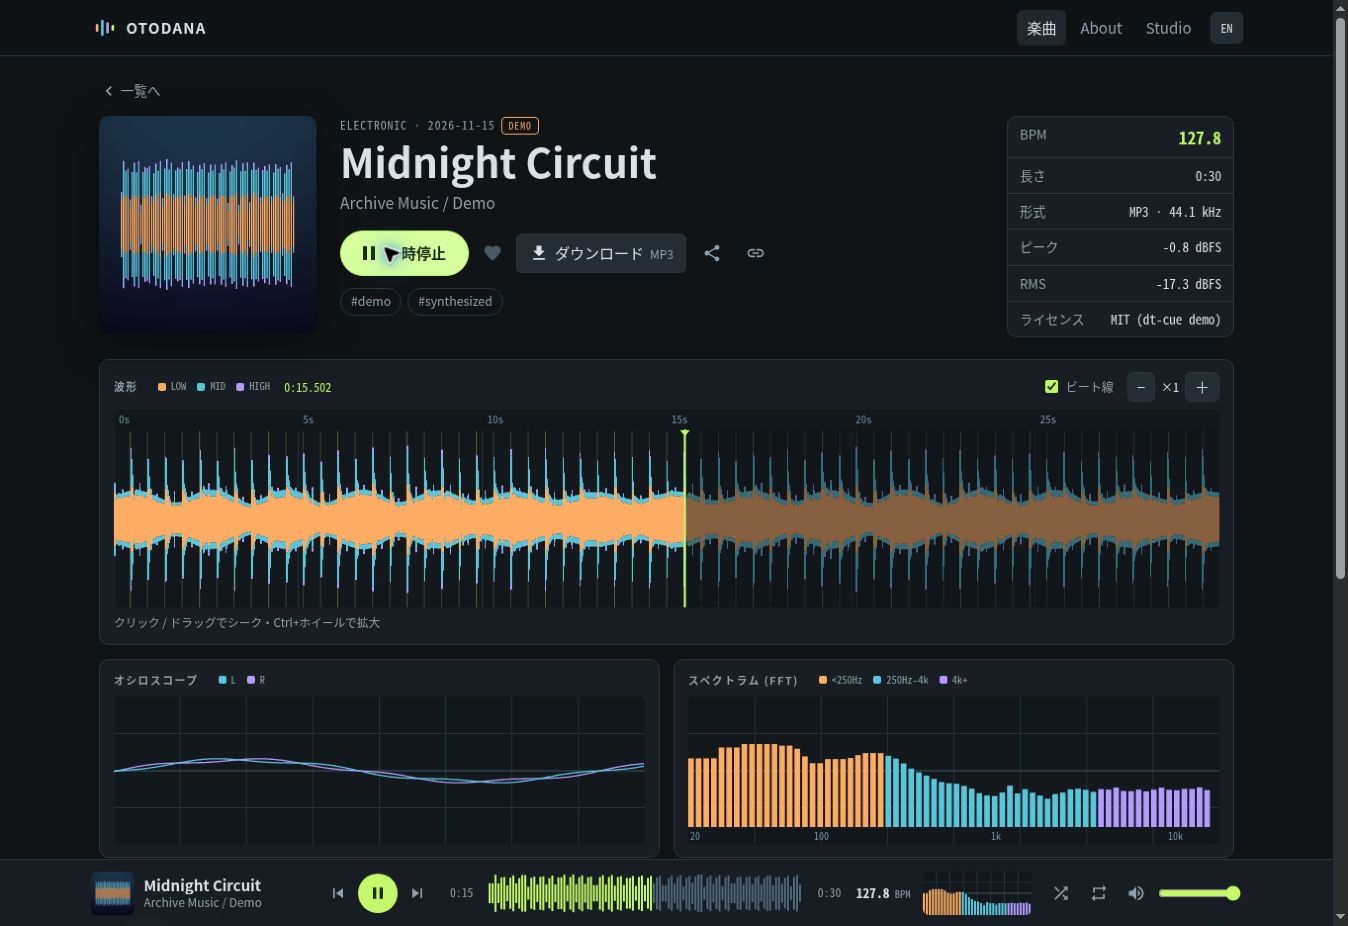 OTODANA
楽曲 About Studio EN
一覧へ
ELECTRONIC · 2026-11-15 DEMO
Midnight Circuit
Archive Music / Demo
時停止 ダウンロード MP3
#demo #synthesized
BPM 127.8
長さ 0:30
形式 MP3 · 44.1 kHz
ピーク -0.8 dBFS
RMS -17.3 dBFS
ライセンス MIT (dt-cue demo)
波形 LOW MID HIGH 0:15.502 ビート線 − ×1 +
0s 5s 10s 15s 20s 25s
クリック / ドラッグでシーク・Ctrl+ホイールで拡大
オシロスコープ L R
スペクトラム (FFT) <250Hz 250Hz–4k 4k+
20 100 1k 10k
Midnight Circuit
Archive Music / Demo
0:15 0:30 127.8 BPM